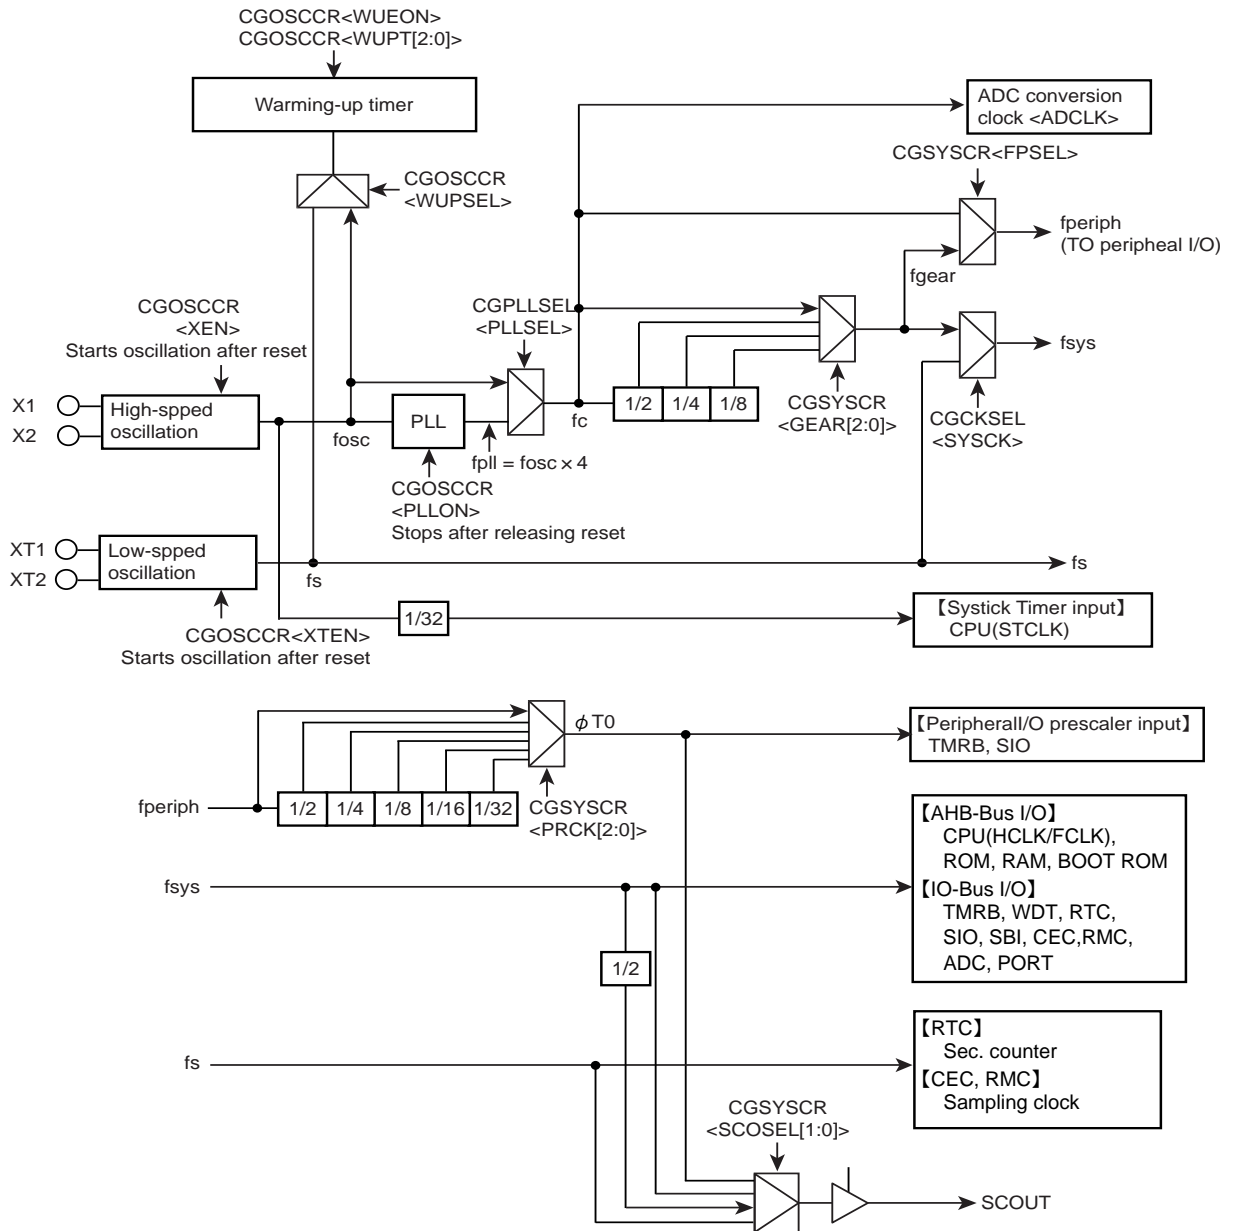 CGOSCCR<WUEON>
CGOSCCR<WUPT[2:0]>
Warming-up timer
ADC conversion
clock <ADCLK>
CGSYSCR<FPSEL>
CGOSCCR
<WUPSEL>
fperiph
(TO peripheal I/O)
fgear
CGOSCCR
<XEN>
Starts oscillation after reset
CGPLLSEL
<PLLSEL>
fsys
X1
X2
High-spped
oscillation
fosc
PLL
fpll = fosc × 4
fc
1/2
1/4
1/8
CGSYSCR
<GEAR[2:0]>
CGCKSEL
<SYSCK>
CGOSCCR
<PLLON>
Stops after releasing reset
XT1
XT2
Low-spped
oscillation
fs
fs
1/32
【Systick Timer input】
CPU(STCLK)
CGOSCCR<XTEN>
Starts oscillation after reset
ϕT0
【PeripheralI/O prescaler input】
TMRB, SIO
fperiph
1/2
1/4
1/8
1/16
1/32
CGSYSCR
<PRCK[2:0]>
【AHB-Bus I/O】
CPU(HCLK/FCLK),
ROM, RAM, BOOT ROM
fsys
【IO-Bus I/O】
TMRB, WDT, RTC,
SIO, SBI, CEC,RMC,
ADC, PORT
1/2
fs
【RTC】
Sec. counter
【CEC, RMC】
Sampling clock
CGSYSCR
<SCOSEL[1:0]>
SCOUT